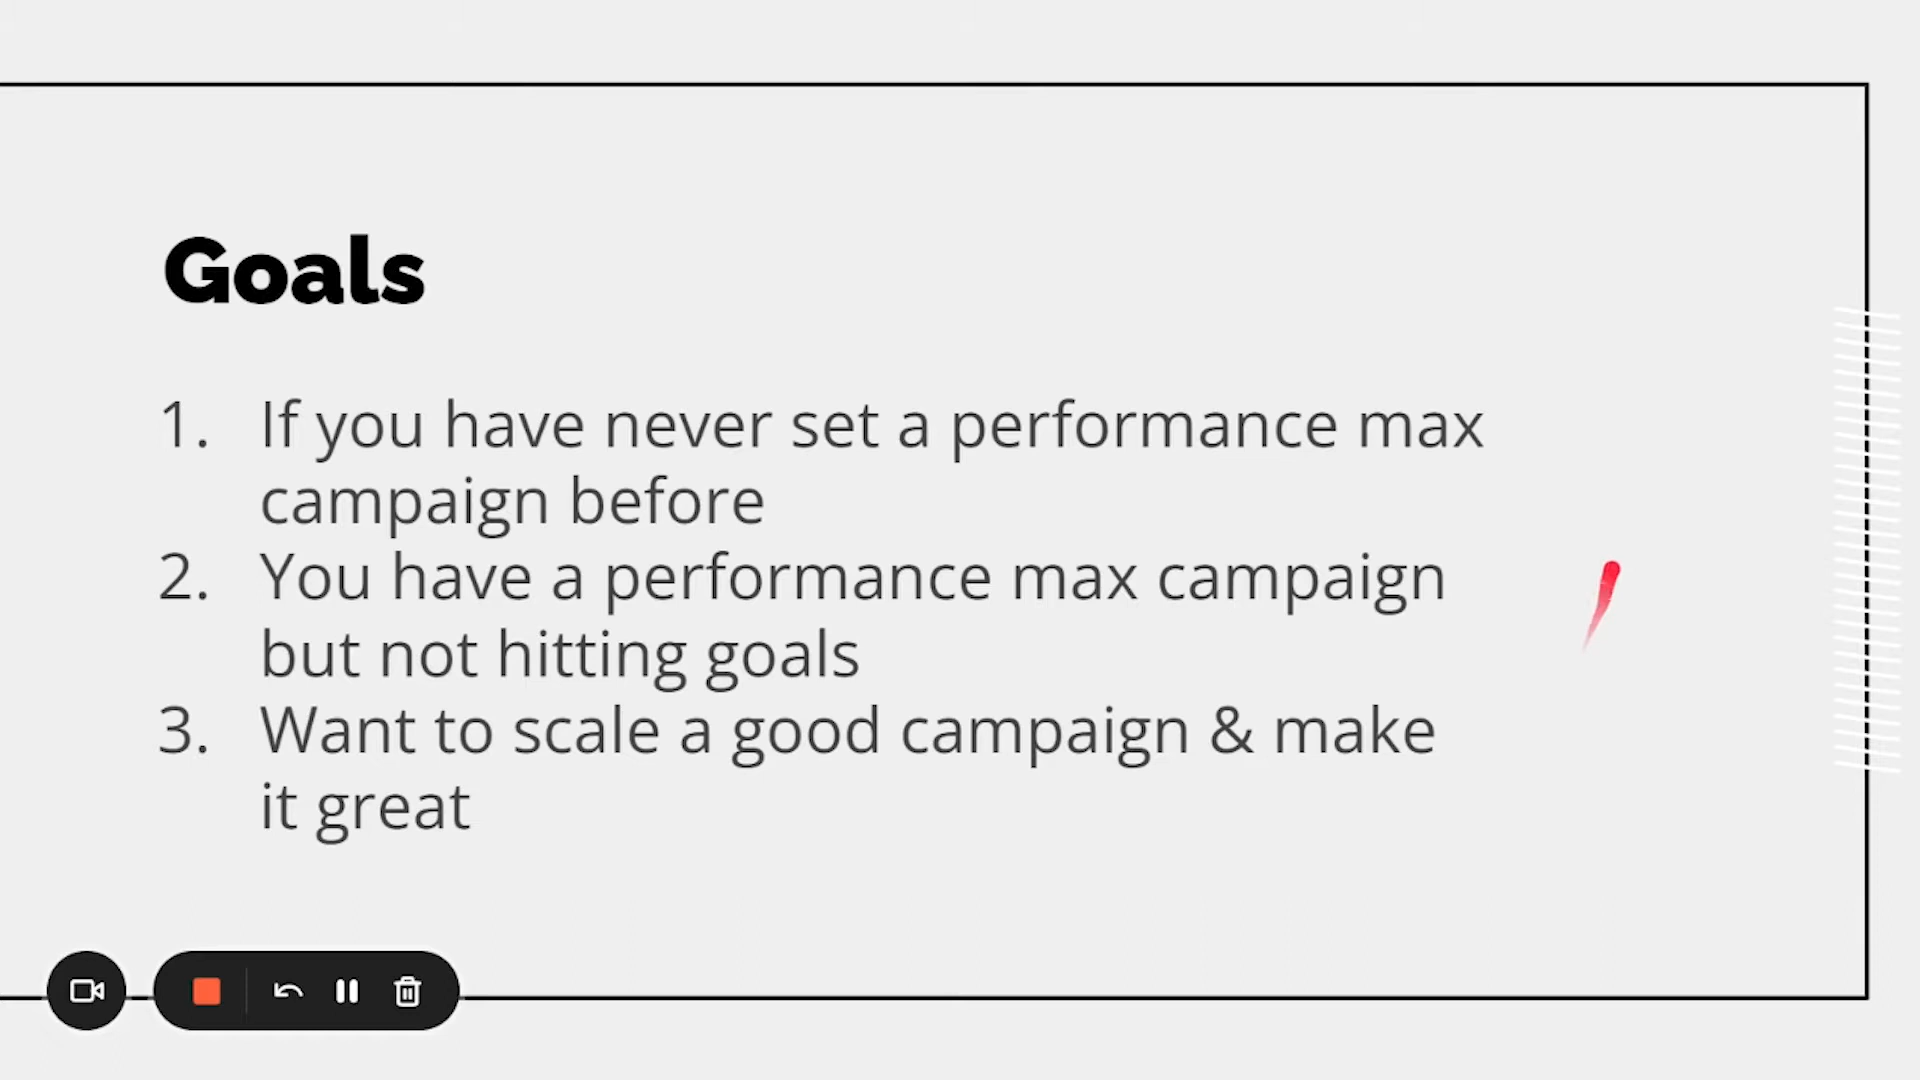 Goals
1. If you have never set a performance max
campaign before
2. You have a performance max campaign
but not hitting goals
3. Want to scale a good campaign & make
it great